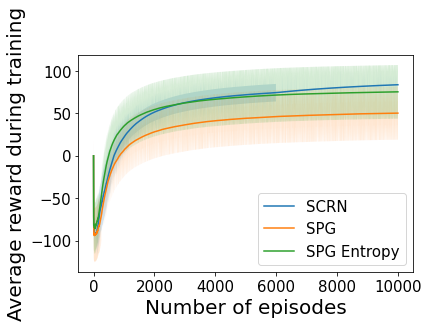 Average reward during training
100
50
0
−50
−100
SCRN
SPG
SPG Entropy
0 2000 4000 6000 8000 10000
Number of episodes